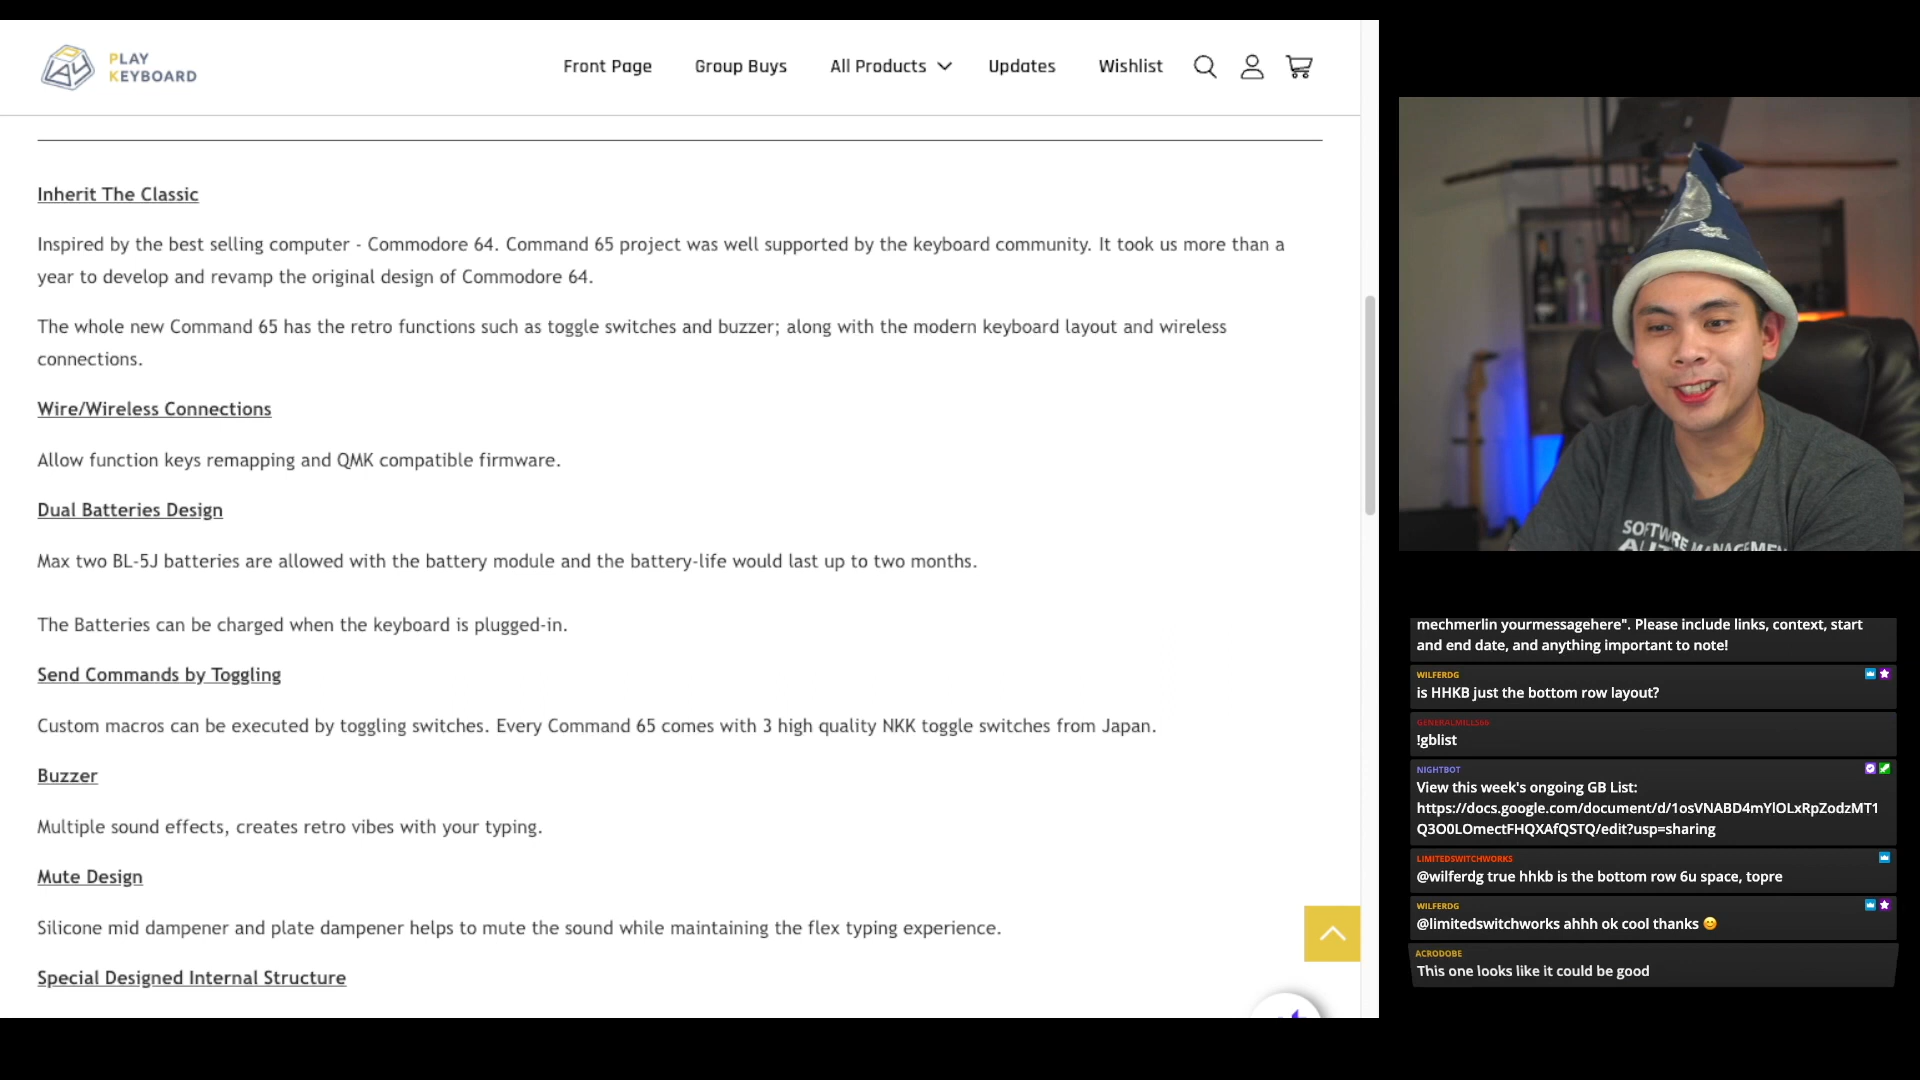 PLAY
KEYBOARD
Front Page
Group Buys
All Products
Updates
Wishlist
Inherit The Classic
Inspired by the best selling computer - Commodore 64. Command 65 project was well supported by the keyboard community. It took us more than a
year to develop and revamp the original design of Commodore 64.
The whole new Command 65 has the retro functions such as toggle switches and buzzer; along with the modern keyboard layout and wireless
connections.
Wire/Wireless Connections
Allow function keys remapping and QMK compatible firmware.
Dual Batteries Design
Max two BL-5J batteries are allowed with the battery module and the battery-life would last up to two months.
The Batteries can be charged when the keyboard is plugged-in.
Send Commands by Toggling
Custom macros can be executed by toggling switches. Every Command 65 comes with 3 high quality NKK toggle switches from Japan.
Buzzer
Multiple sound effects, creates retro vibes with your typing.
Mute Design
Silicone mid dampener and plate dampener helps to mute the sound while maintaining the flex typing experience.
Special Designed Internal Structure
SOFTWARE MANAGEMENT
mechmerlin yourmessagehere". Please include links, context, start
and end date, and anything important to note!
WILFERDG
is HHKB just the bottom row layout?
GENERALMILLS66
!gblist
NIGHTBOT
View this week's ongoing GB List:
https://docs.google.com/document/d/1osVNABD4mYlOLxRpZodzMT1
Q3O0LOmectFHQXAfQSTQ/edit?usp=sharing
LIMITEDSWITCHWORKS
@wilferdg true hhkb is the bottom row 6u space, topre
WILFERDG
@limitedswitchworks ahhh ok cool thanks 😊
ACRODOBE
This one looks like it could be good